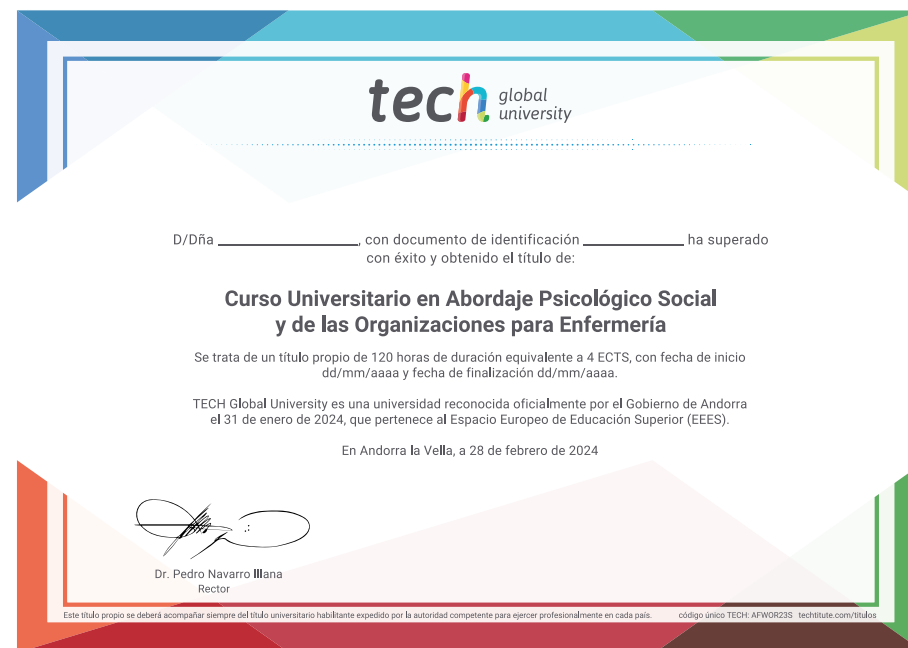 tech global university
D/Dña ____________________, con documento de identificación ______________ ha superado
con éxito y obtenido el título de:
Curso Universitario en Abordaje Psicológico Social
y de las Organizaciones para Enfermería
Se trata de un título propio de 120 horas de duración equivalente a 4 ECTS, con fecha de inicio
dd/mm/aaaa y fecha de finalización dd/mm/aaaa.
TECH Global University es una universidad reconocida oficialmente por el Gobierno de Andorra
el 31 de enero de 2024, que pertenece al Espacio Europeo de Educación Superior (EEES).
En Andorra la Vella, a 28 de febrero de 2024
Dr. Pedro Navarro Illana
Rector
Este título propio se deberá acompañar siempre del título universitario habilitante expedido por la autoridad competente para ejercer profesionalmente en cada país. código único TECH: AFWOR23S techtitute.com/titulos